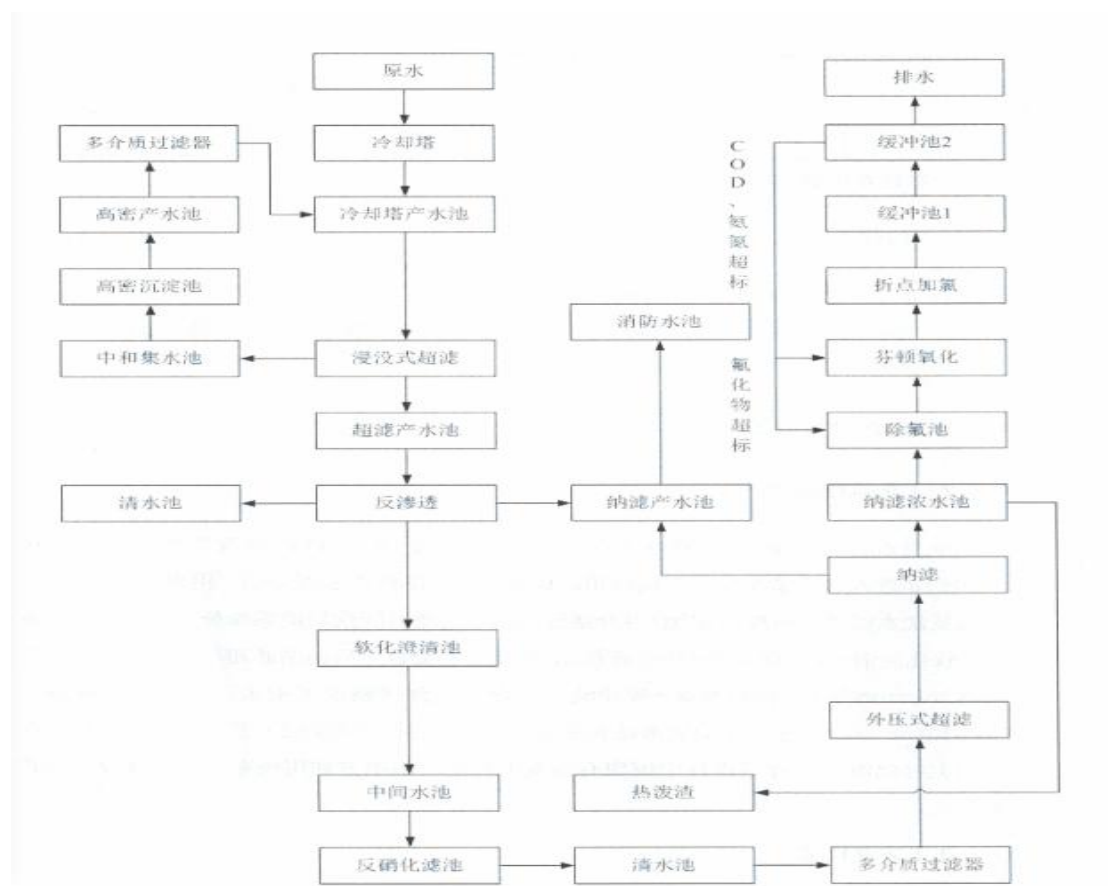 原水
冷却塔
多介质过滤器
冷却塔产水池
高密产水池
高密沉淀池
中和集水池
浸没式超滤
超滤产水池
清水池
反渗透
纳滤产水池
消防水池
软化澄清池
中间水池
反硝化滤池
清水池
多介质过滤器
外压式超滤
纳滤
纳滤浓水池
热泼渣
除氟池
芬顿氧化
折点加氯
缓冲池1
缓冲池2
排水
COD、氨氮超标
氟化物超标